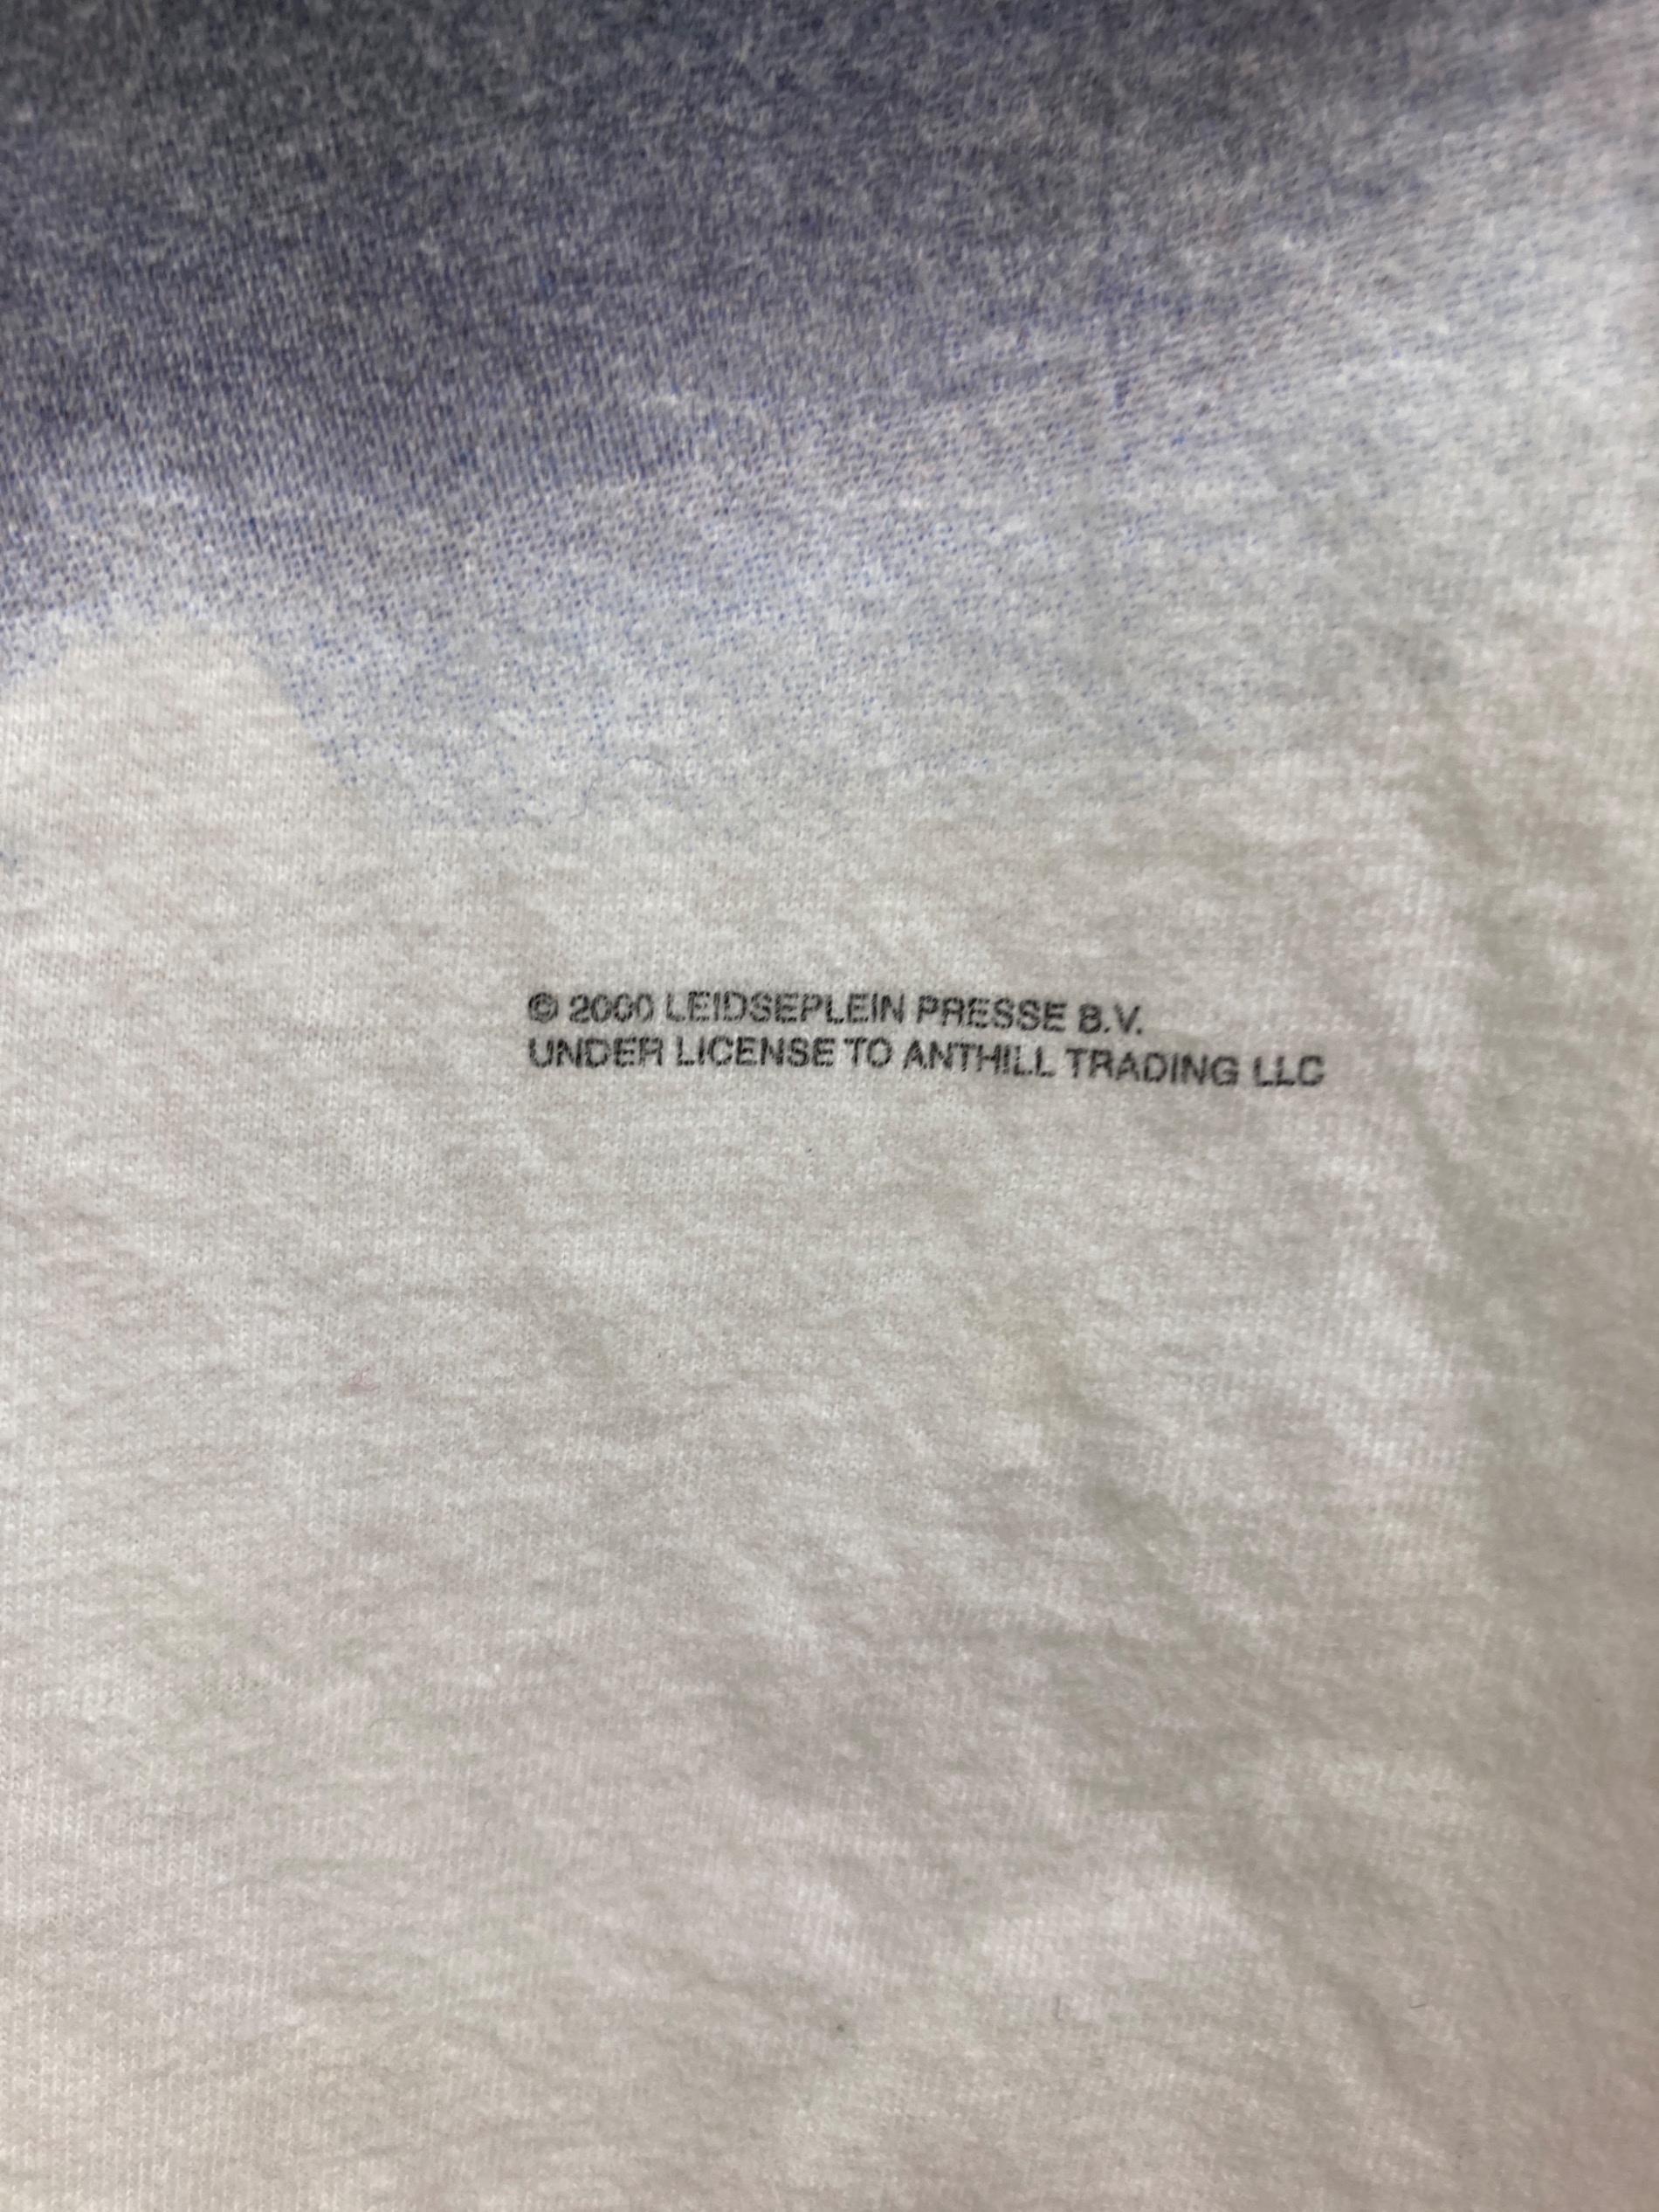 © 2000 LEIDSEPLEIN PRESSE B.V.
UNDER LICENSE TO ANTHILL TRADING LLC